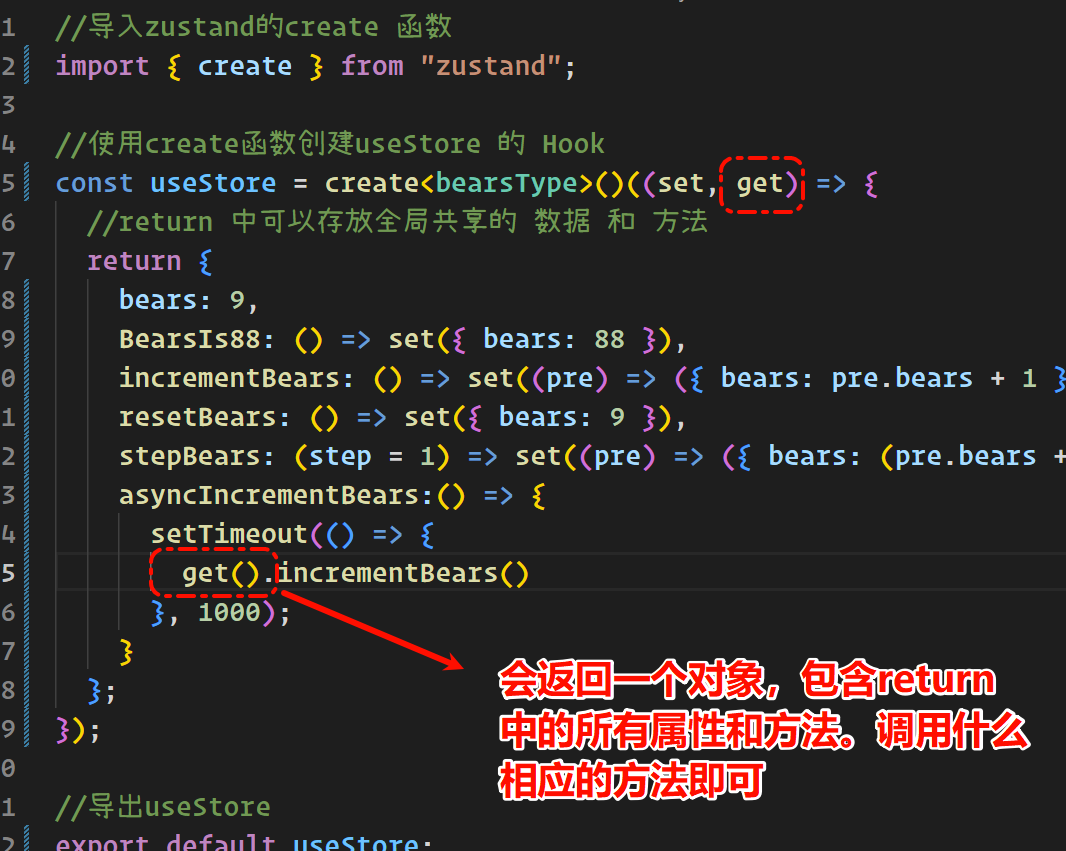 1 //导入zustand的create 函数
2 import { create } from "zustand";
3
4 //使用create函数创建useStore 的 Hook
5 const useStore = create<bearsType>()((set, get) => {
6 //return 中可以存放全局共享的 数据 和 方法
7 return {
8 bears: 9,
9 BearsIs88: () => set({ bears: 88 }),
0 incrementBears: () => set((pre) => ({ bears: pre.bears + 1 }
1 resetBears: () => set({ bears: 9 }),
2 stepBears: (step = 1) => set((pre) => ({ bears: (pre.bears +
3 asyncIncrementBears:() => {
4 setTimeout(() => {
5 get().incrementBears()
6 }, 1000);
7 }
8 };
9 });
会返回一个对象，包含return
中的所有属性和方法。调用什么
相应的方法即可
0
1 //导出useStore
2 export default useStore;